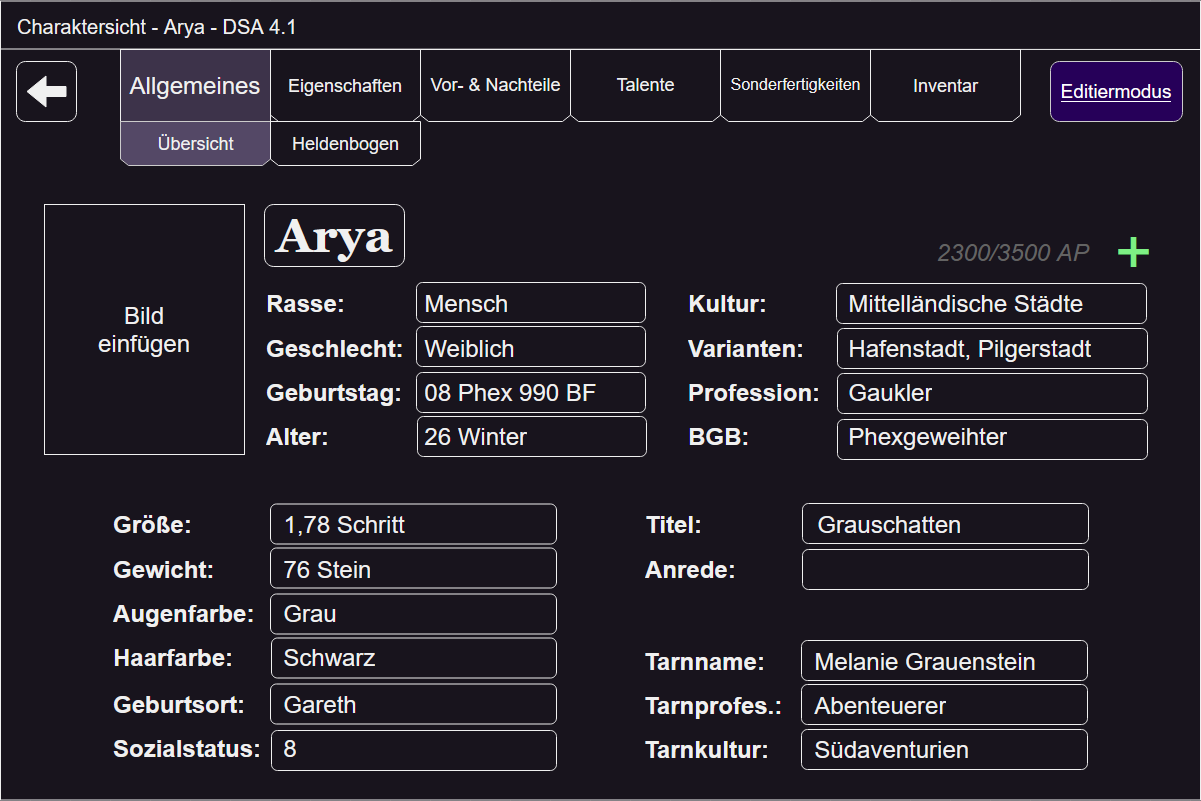 Charaktersicht - Arya - DSA 4.1
Allgemeines
Eigenschaften
Vor- & Nachteile
Talente
Sonderfertigkeiten
Inventar
Editiermodus
Übersicht
Heldenbogen
Bild
einfügen
Arya
2300/3500 AP
Rasse: Mensch
Geschlecht: Weiblich
Geburtstag: 08 Phex 990 BF
Alter: 26 Winter
Kultur: Mittelländische Städte
Varianten: Hafenstadt, Pilgerstadt
Profession: Gaukler
BGB: Phexgeweihter
Größe: 1,78 Schritt
Gewicht: 76 Stein
Augenfarbe: Grau
Haarfarbe: Schwarz
Geburtsort: Gareth
Sozialstatus: 8
Titel: Grauschatten
Anrede:
Tarnname: Melanie Grauenstein
Tarnprofes.: Abenteuerer
Tarnkultur: Südaventurien